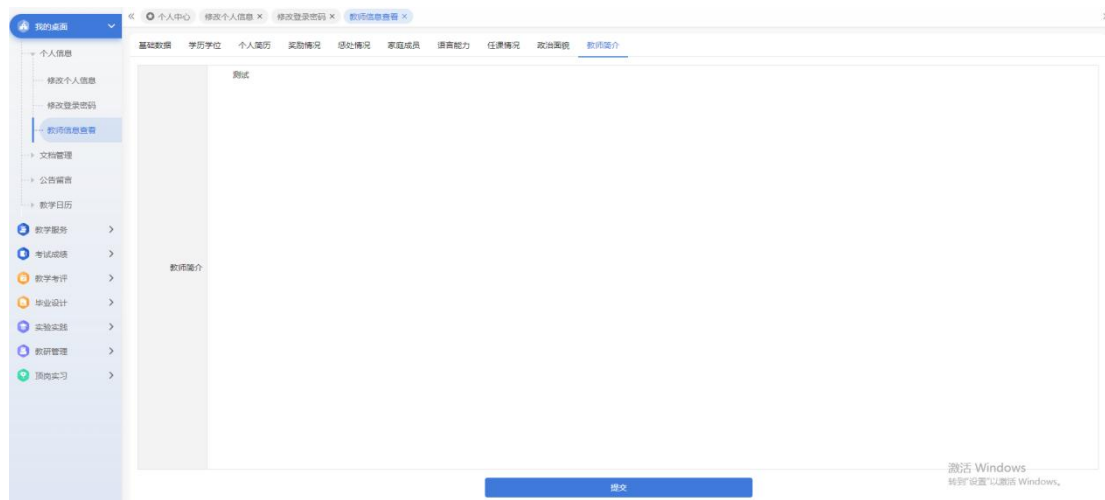 我的桌面
个人中心 修改个人信息 × 修改登录密码 × 教师信息查看 ×
基础数据 学历学位 个人简历 奖励情况 惩处情况 家庭成员 语言能力 任课情况 政治面貌 教师简介
个人信息
修改个人信息
修改登录密码
教师信息查看
文档管理
公告留言
教学日历
教学服务
考试成绩
教学考评
毕业设计
实验实践
教研管理
顶岗实习
教师简介
测试
提交
激活 Windows
转到"设置"以激活 Windows。